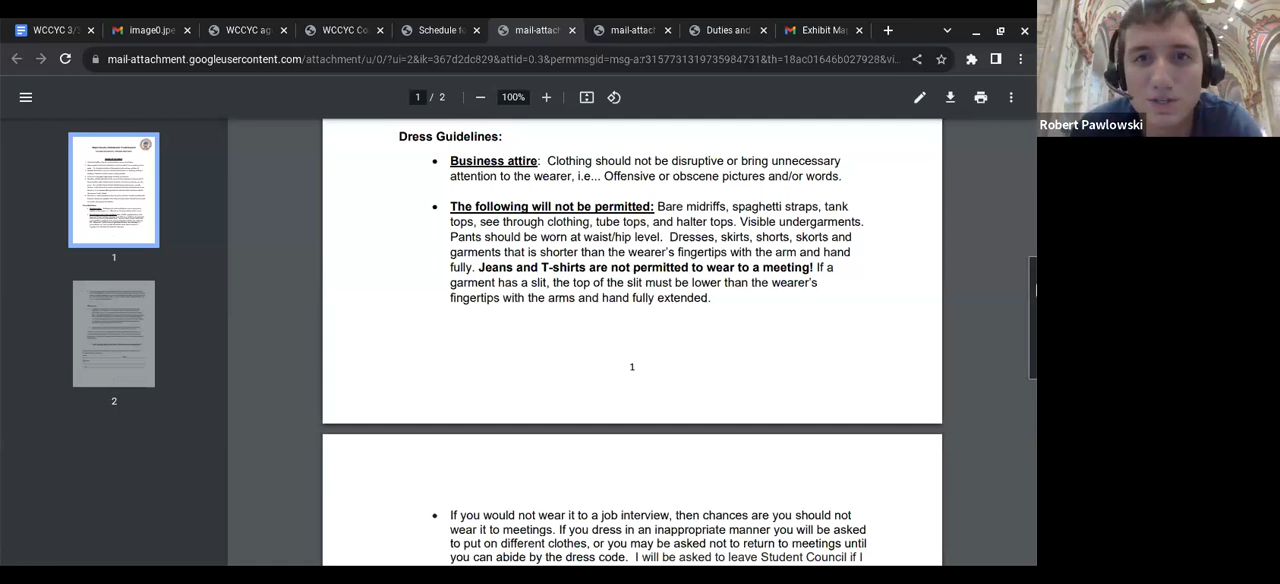 WCCYC 3/3
image0.jpe
WCCYC ag
WCCYC Co
Schedule fo
mail-attach
mail-attach
Duties and
Exhibit Map
mail-attachment.googleusercontent.com/attachment/u/0/?ui=2&ik=367d2dc829&attid=0.3&permmsgid=msg-a:r3157731319735984731&th=18ac01646b027928&vi...
1 / 2
100%
Robert Pawlowski
Dress Guidelines:
• Business attire: Clothing should not be disruptive or bring unnecessary
attention to the wearer, i.e... Offensive or obscene pictures and/or words.
• The following will not be permitted: Bare midriffs, spaghetti straps, tank
tops, see through clothing, tube tops, and halter tops. Visible undergarments.
Pants should be worn at waist/hip level. Dresses, skirts, shorts, skorts and
garments that is shorter than the wearer's fingertips with the arm and hand
fully. Jeans and T-shirts are not permitted to wear to a meeting! If a
garment has a slit, the top of the slit must be lower than the wearer's
fingertips with the arms and hand fully extended.
1
• If you would not wear it to a job interview, then chances are you should not
wear it to meetings. If you dress in an inappropriate manner you will be asked
to put on different clothes, or you may be asked not to return to meetings until
you can abide by the dress code. I will be asked to leave Student Council if I
1
2